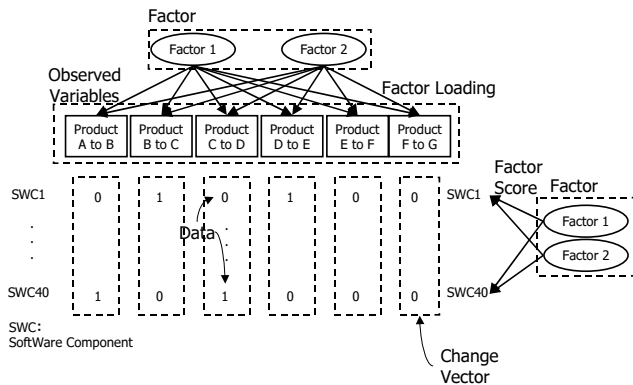 Factor
Factor 1
Factor 2
Observed
Variables
Factor Loading
Product
A to B
Product
B to C
Product
C to D
Product
D to E
Product
E to F
Product
F to G
SWC1 0 1 0 1 0 0 SWC1
Factor
Score
Factor
Factor 1
Factor 2
. . .
Data
SWC40 1 0 1 0 0 0 SWC40
SWC:
SoftWare Component
Change
Vector